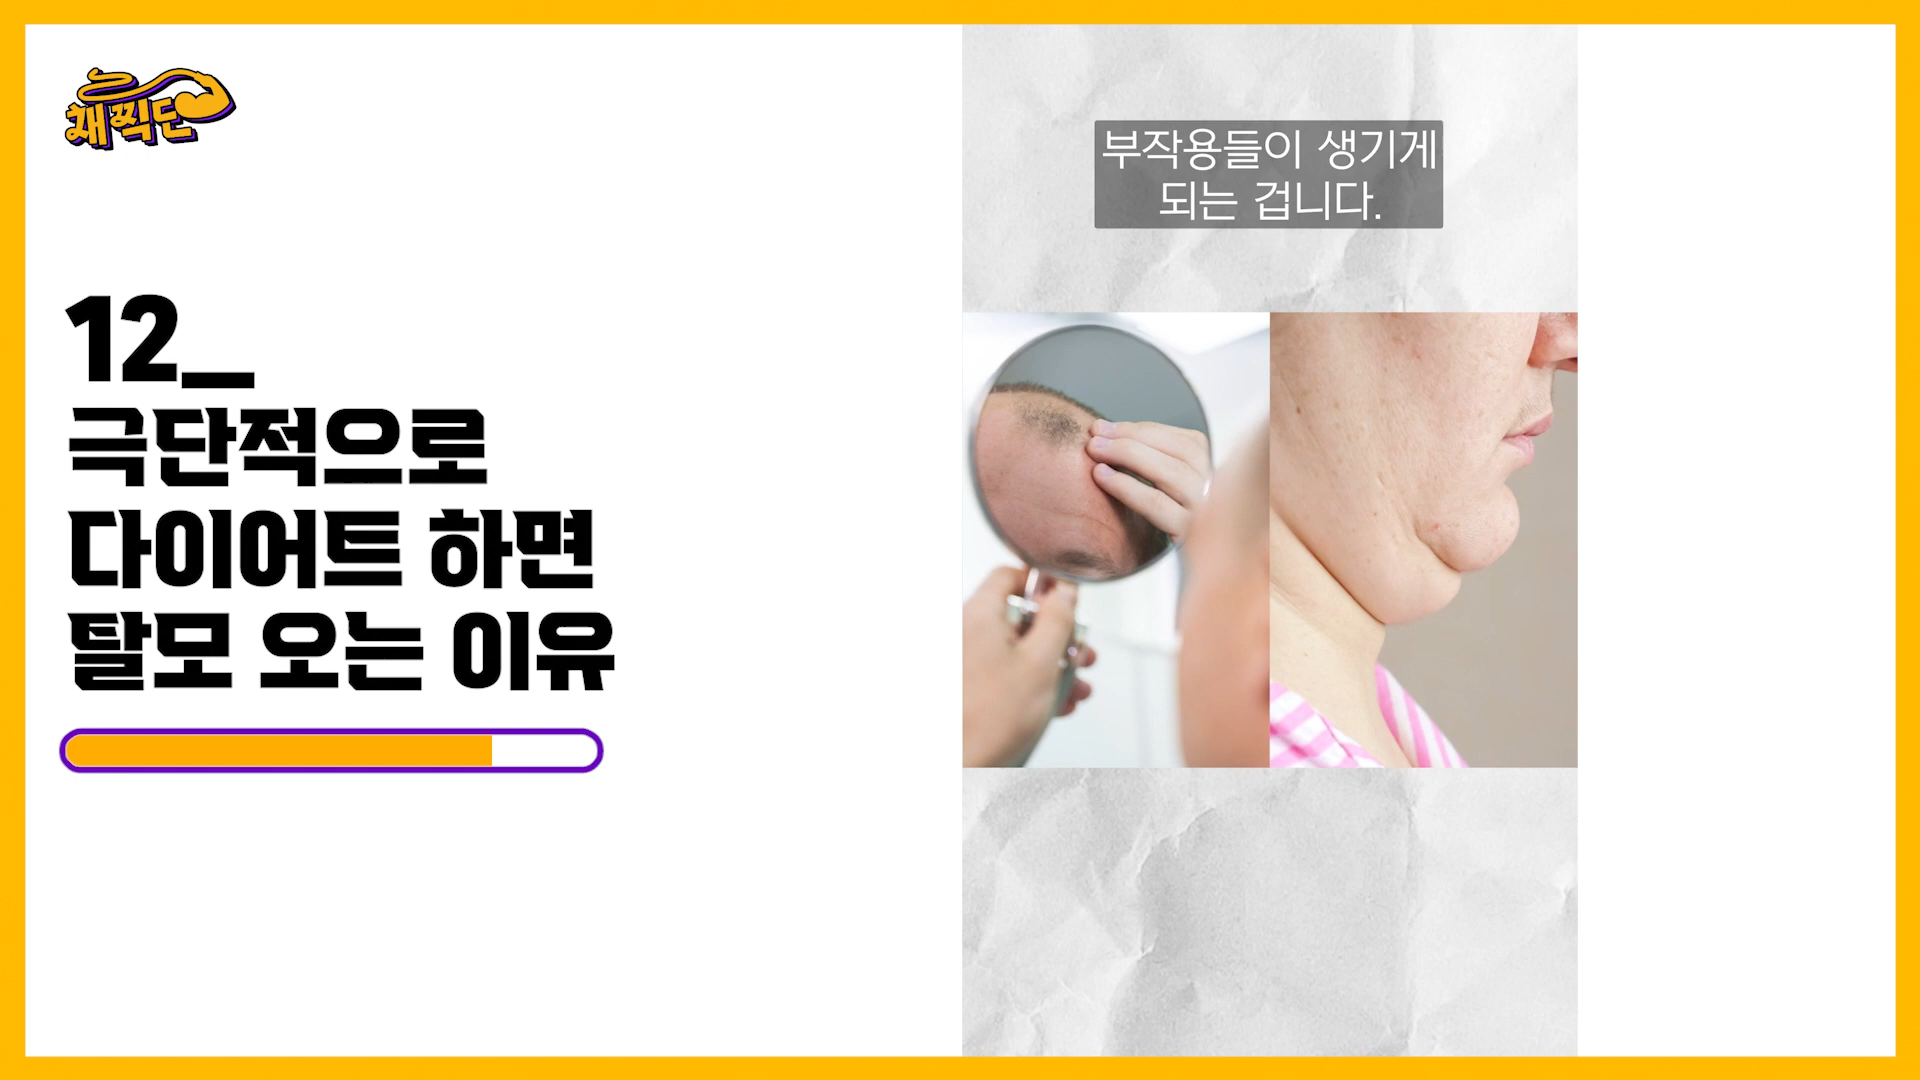 채찍단
12_
극단적으로
다이어트 하면
탈모 오는 이유
부작용들이 생기게
되는 겁니다.